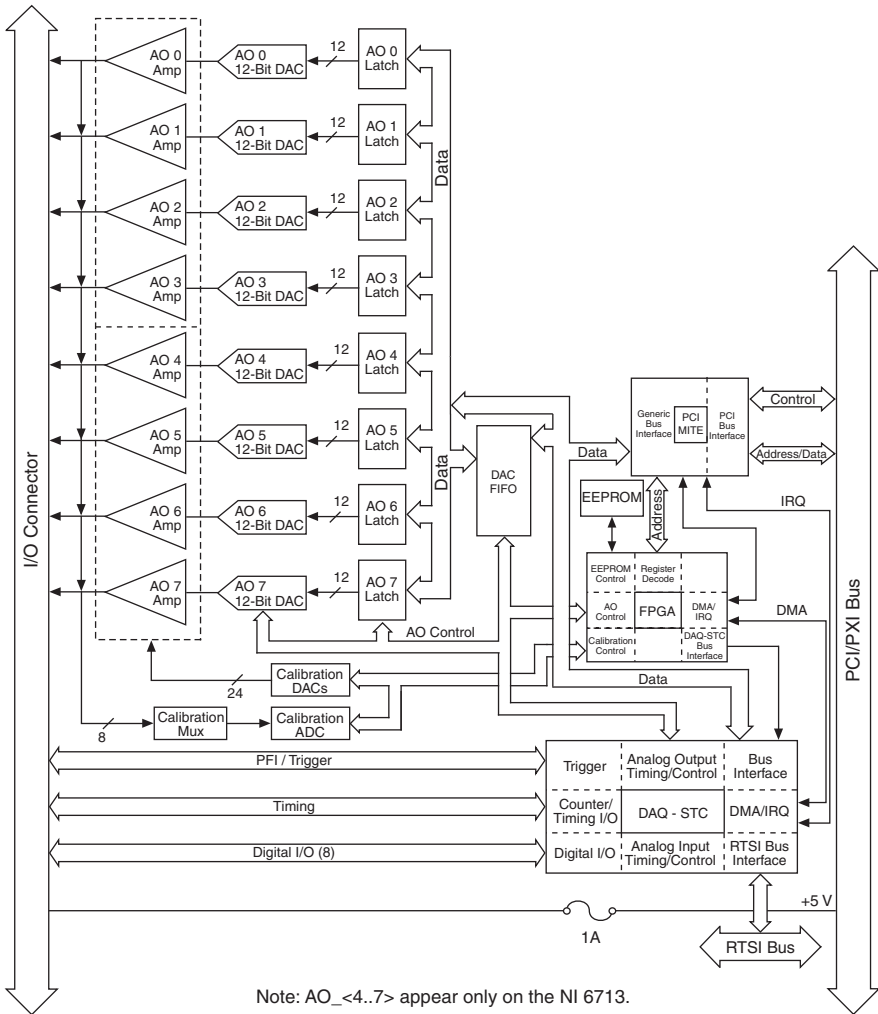 AO 0
Amp
AO 0
12-Bit DAC
12
AO 0
Latch
AO 1
Amp
AO 1
12-Bit DAC
12
AO 1
Latch
Data
AO 2
Amp
AO 2
12-Bit DAC
12
AO 2
Latch
AO 3
Amp
AO 3
12-Bit DAC
12
AO 3
Latch
AO 4
Amp
AO 4
12-Bit DAC
12
AO 4
Latch
AO 5
Amp
AO 5
12-Bit DAC
12
AO 5
Latch
Data
AO 6
Amp
AO 6
12-Bit DAC
12
AO 6
Latch
AO 7
Amp
AO 7
12-Bit DAC
12
AO 7
Latch
I/O Connector
DAC
FIFO
Data
Generic
Bus
Interface
PCI
MITE
PCI
Bus
Interface
Control
Address/Data
IRQ
EEPROM
Address
EEPROM
Control
Register
Decode
AO
Control
FPGA
DMA/
IRQ
DMA
Calibration
Control
DAQ-STC
Bus
Interface
PCI/PXI Bus
AO Control
24
Calibration
DACs
Data
8
Calibration
Mux
Calibration
ADC
PFI / Trigger
Timing
Digital I/O (8)
Trigger
Analog Output
Timing/Control
Bus
Interface
Counter/
Timing I/O
DAQ - STC
DMA/IRQ
Digital I/O
Analog Input
Timing/Control
RTSI Bus
Interface
+5 V
1A
RTSI Bus
Note: AO_<4..7> appear only on the NI 6713.